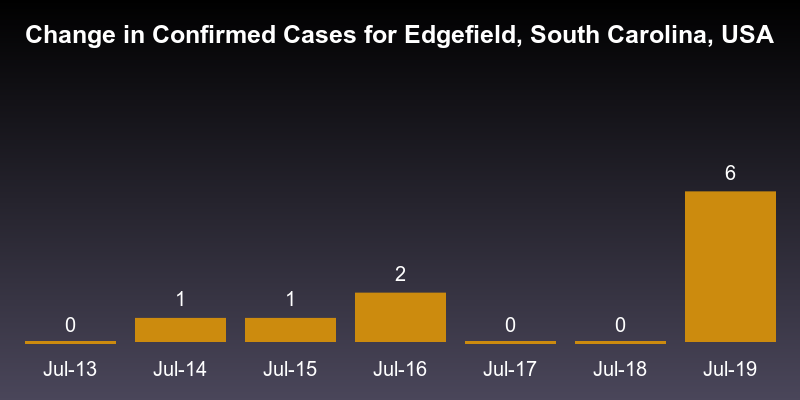 Change in Confirmed Cases for Edgefield, South Carolina, USA
6
2
1 1
0 0 0
Jul-13 Jul-14 Jul-15 Jul-16 Jul-17 Jul-18 Jul-19